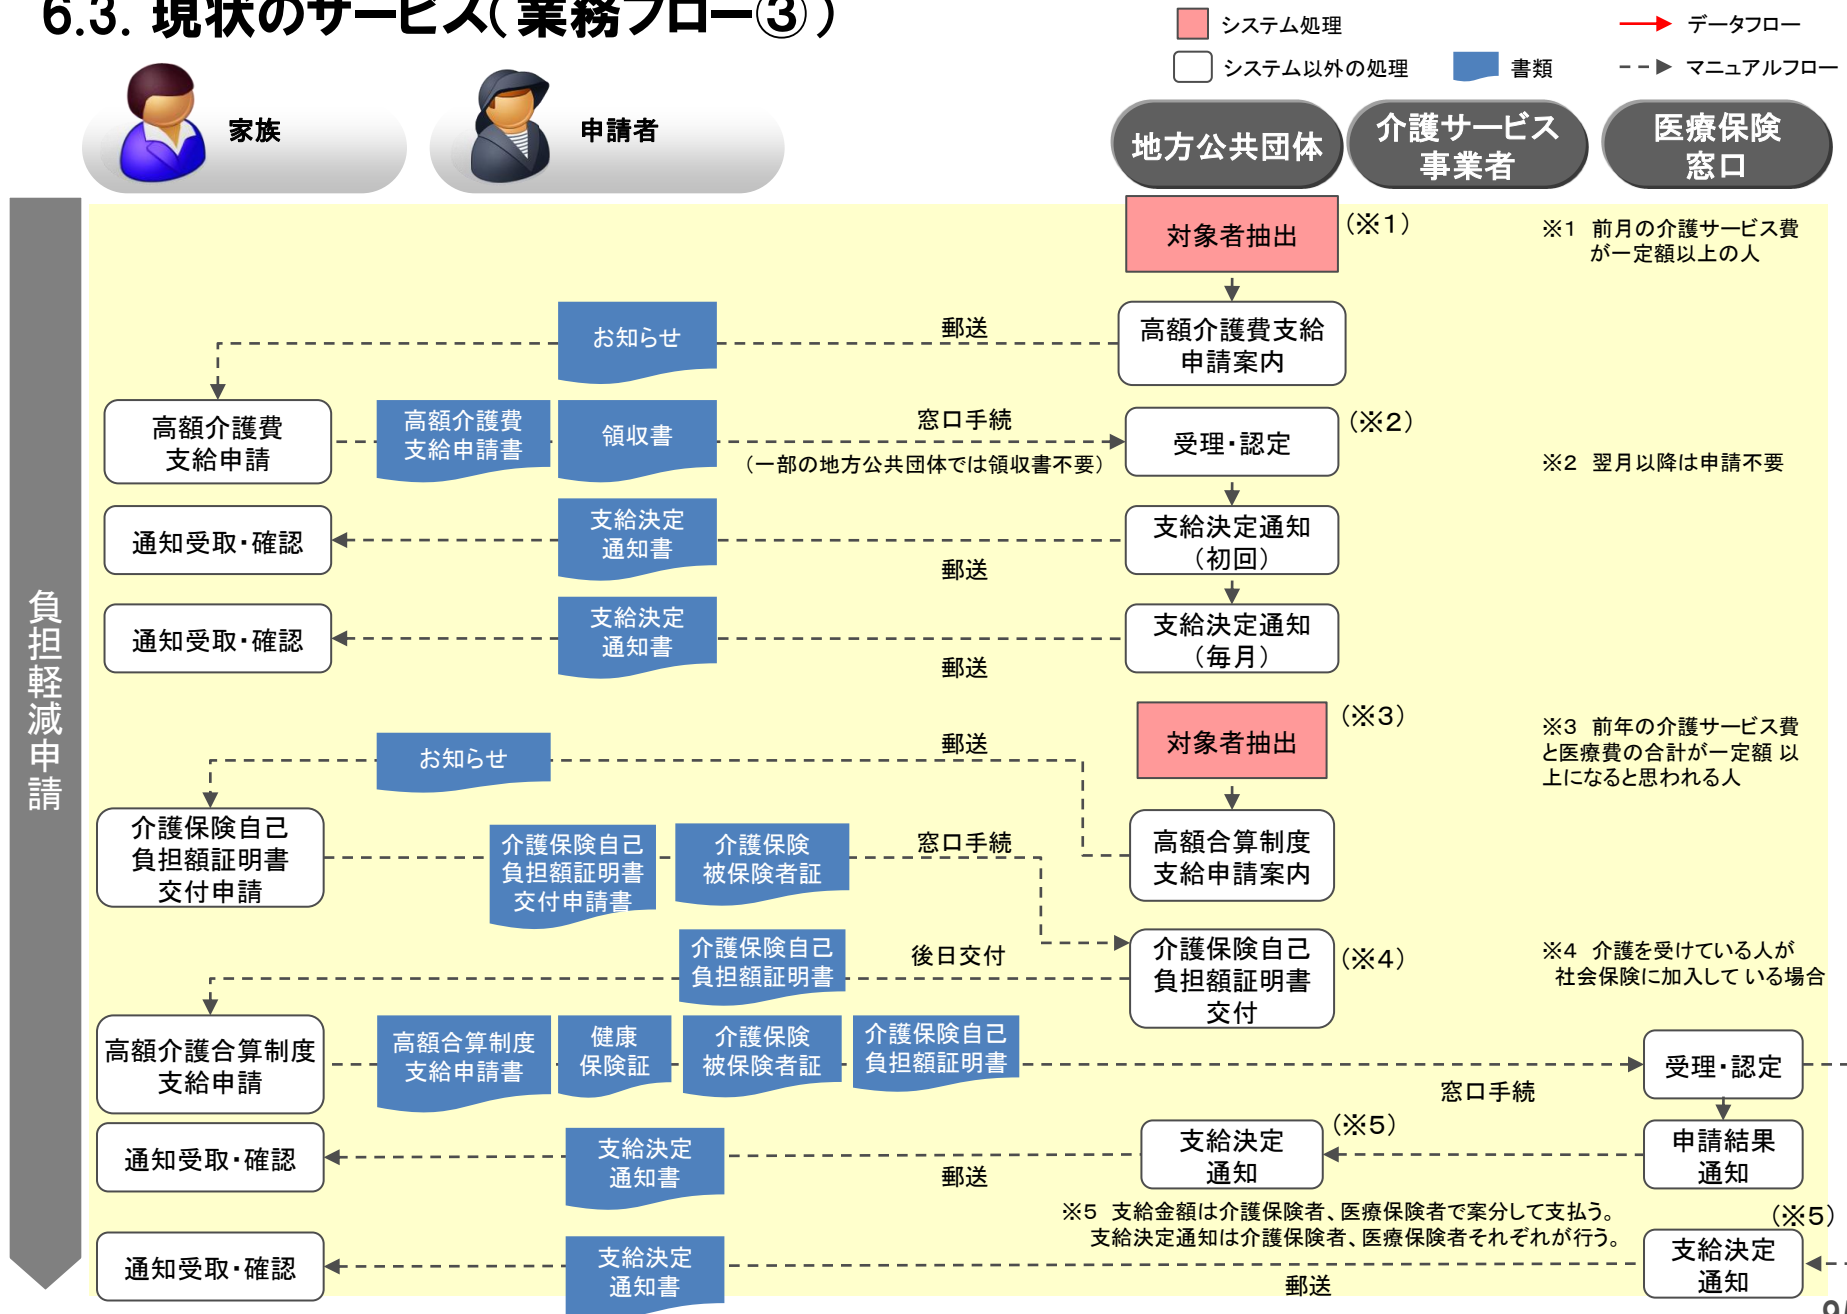 6.3. 現状のサービス(業務フロー③)
システム処理
データフロー
システム以外の処理
書類
マニュアルフロー
家族
申請者
地方公共団体
介護サービス
事業者
医療保険
窓口
負担軽減申請
対象者抽出
(※1)
※1 前月の介護サービス費
が一定額以上の人
お知らせ
郵送
高額介護費支給
申請案内
高額介護費
支給申請
高額介護費
支給申請書
領収書
窓口手続
(一部の地方公共団体では領収書不要)
受理・認定
(※2)
※2 翌月以降は申請不要
通知受取・確認
支給決定
通知書
郵送
支給決定通知
(初回)
通知受取・確認
支給決定
通知書
郵送
支給決定通知
(毎月)
対象者抽出
(※3)
※3 前年の介護サービス費
と医療費の合計が一定額 以
上になると思われる人
お知らせ
郵送
高額合算制度
支給申請案内
介護保険自己
負担額証明書
交付申請
介護保険自己
負担額証明書
交付申請書
介護保険
被保険者証
窓口手続
介護保険自己
負担額証明書
後日交付
介護保険自己
負担額証明書
交付
(※4)
※4 介護を受けている人が
社会保険に加入している場合
高額介護合算制度
支給申請
高額合算制度
支給申請書
健康
保険証
介護保険
被保険者証
介護保険自己
負担額証明書
窓口手続
受理・認定
通知受取・確認
支給決定
通知書
郵送
支給決定
通知
(※5)
申請結果
通知
※5 支給金額は介護保険者、医療保険者で案分して支払う。
支給決定通知は介護保険者、医療保険者それぞれが行う。
(※5)
通知受取・確認
支給決定
通知書
郵送
支給決定
通知